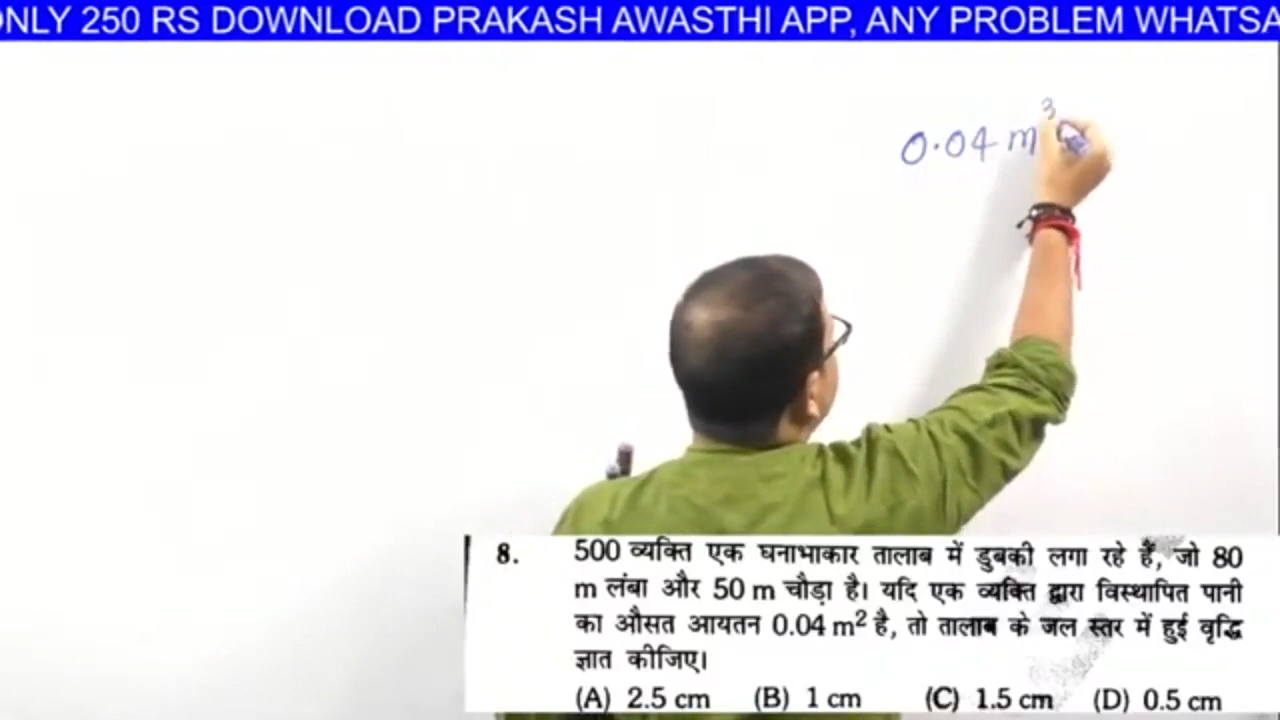 ONLY 250 RS DOWNLOAD PRAKASH AWASTHI APP, ANY PROBLEM WHATSA
0.04 m³
8. 500 व्यक्ति एक घनाभाकार तालाब में डुबकी लगा रहे हैं, जो 80
m लंबा और 50 m चौड़ा है। यदि एक व्यक्ति द्वारा विस्थापित पानी
का औसत आयतन 0.04 m² है, तो तालाब के जल स्तर में हुई वृद्धि
ज्ञात कीजिए।
(A) 2.5 cm (B) 1 cm (C) 1.5 cm (D) 0.5 cm